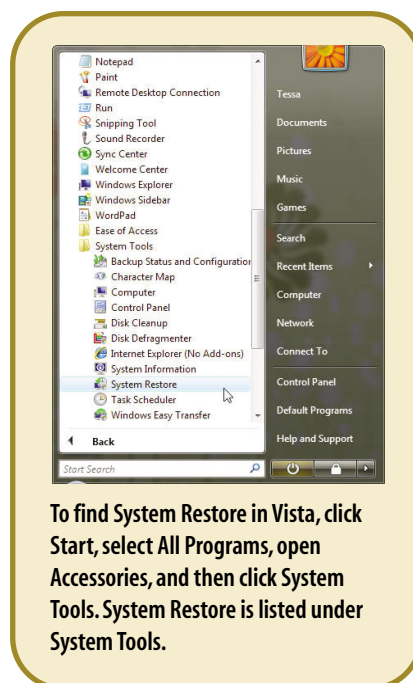 Notepad
Paint
Remote Desktop Connection
Run
Snipping Tool
Sound Recorder
Sync Center
Welcome Center
Windows Explorer
Windows Sidebar
WordPad
Ease of Access
System Tools
Backup Status and Configuration
Character Map
Computer
Control Panel
Disk Cleanup
Disk Defragmenter
Internet Explorer (No Add-ons)
System Information
System Restore
Task Scheduler
Windows Easy Transfer
Back
Start Search
Tessa
Documents
Pictures
Music
Games
Search
Recent Items
Computer
Network
Connect To
Control Panel
Default Programs
Help and Support
To find System Restore in Vista, click
Start, select All Programs, open
Accessories, and then click System
Tools. System Restore is listed under
System Tools.